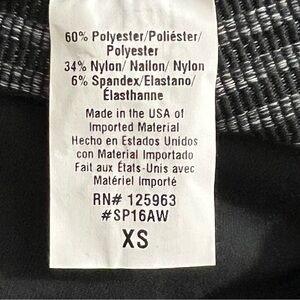 60% Polyester/Poliéster/
Polyester
34% Nylon/ Nailon/ Nylon
6% Spandex/Elastano/
Élasthanne
Made in the USA of
Imported Material
Hecho en Estados Unidos
con Material Importado
Fait aux États-Unis avec
Matériel Importé
RN# 125963
#SP16AW
XS